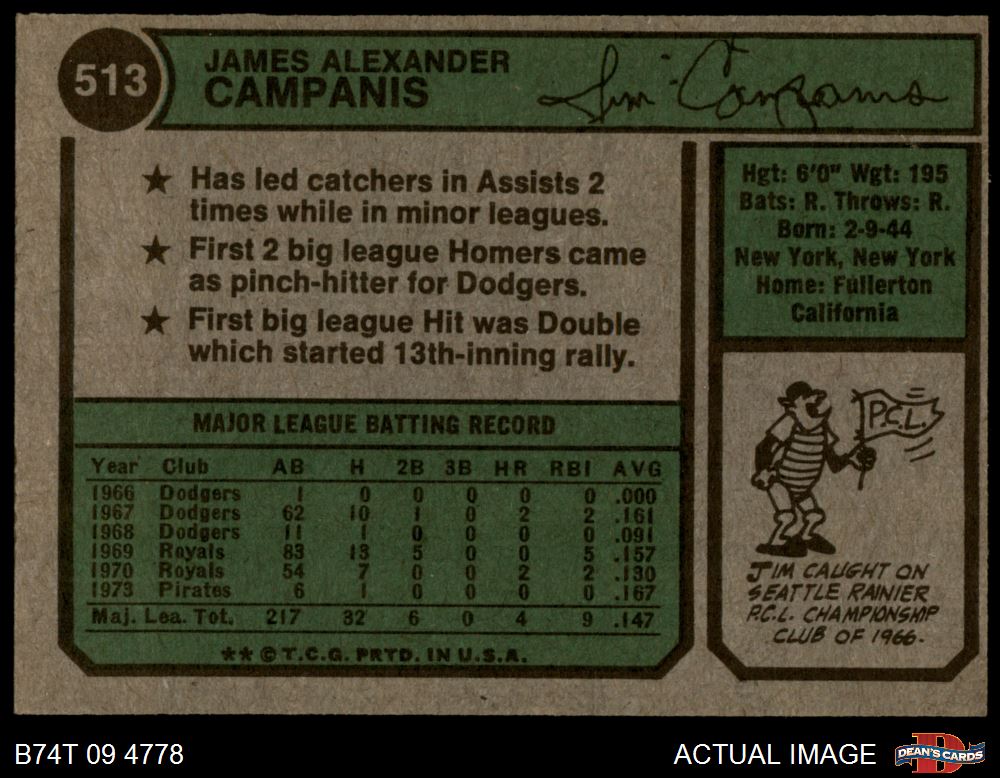 513
JAMES ALEXANDER
CAMPANIS
Jim Campanis
★ Has led catchers in Assists 2
times while in minor leagues.
★ First 2 big league Homers came
as pinch-hitter for Dodgers.
★ First big league Hit was Double
which started 13th-inning rally.
Hgt: 6'0" Wgt: 195
Bats: R. Throws: R.
Born: 2-9-44
New York, New York
Home: Fullerton
California
MAJOR LEAGUE BATTING RECORD
Year Club AB H 2B 3B HR RBI AVG
1966 Dodgers 1 0 0 0 0 0 .000
1967 Dodgers 62 10 1 0 2 2 .161
1968 Dodgers 11 1 0 0 0 0 .091
1969 Royals 83 13 5 0 0 5 .157
1970 Royals 54 7 0 0 2 2 .130
1973 Pirates 6 1 0 0 0 0 .167
Maj. Lea. Tot. 217 32 6 0 4 9 .147
★★ © T.C.G. PRTD. IN U.S.A.
P.C.L.
JIM CAUGHT ON
SEATTLE RAINIER
P.C.L. CHAMPIONSHIP
CLUB OF 1966.
B74T 09 4778
ACTUAL IMAGE
D
DEAN'S CARDS